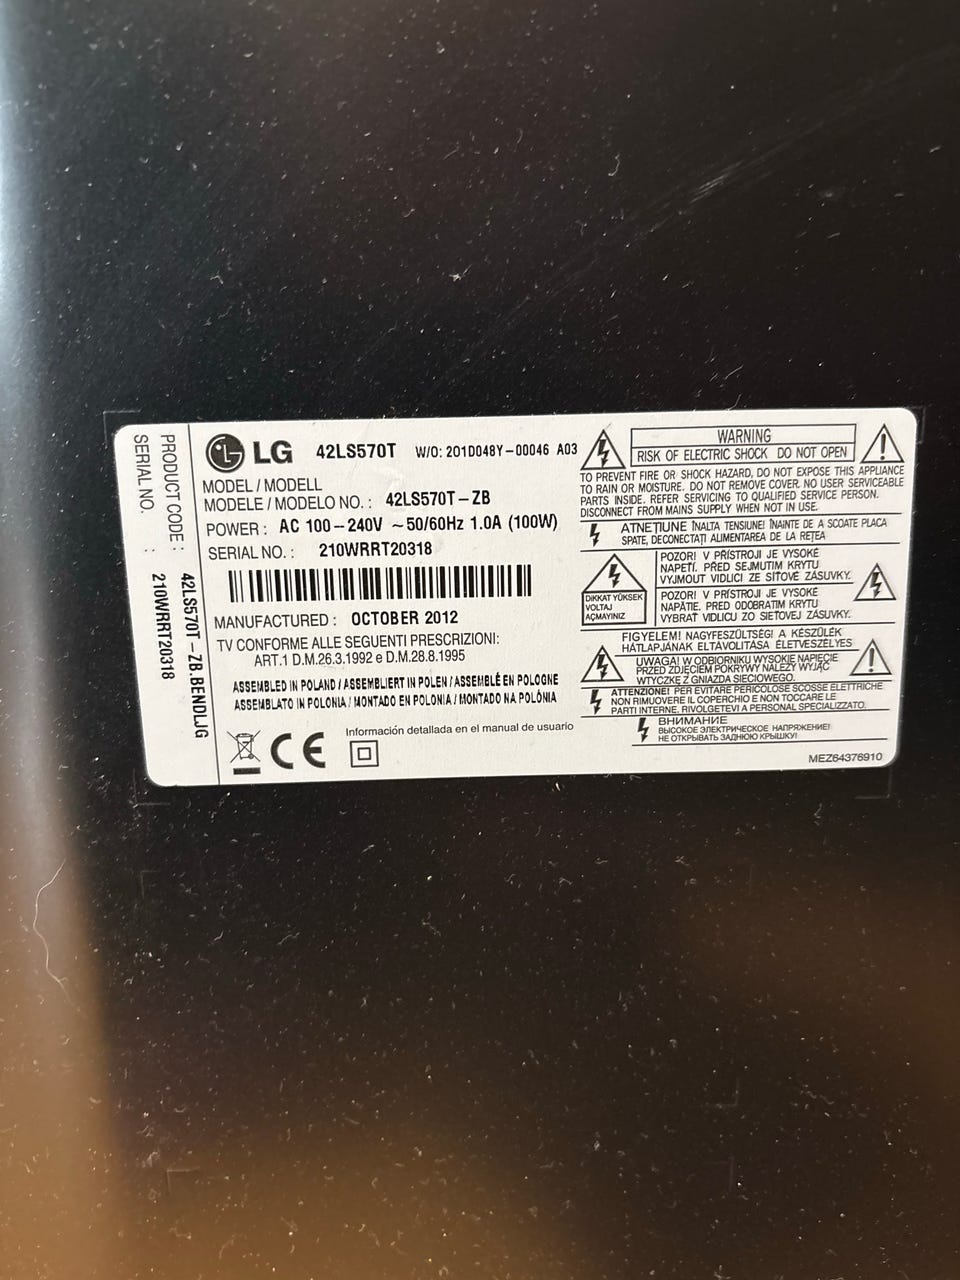 PRODUCT CODE : 42LS570T-ZB.BENDLJG
SERIAL NO. : 210WRRT20318
LG 42LS570T W/O: 201D048Y-00046 A03
MODEL / MODELL
MODELE / MODELO NO. : 42LS570T-ZB
POWER : AC 100-240V ~50/60Hz 1.0A (100W)
SERIAL NO. : 210WRRT20318
MANUFACTURED : OCTOBER 2012
TV CONFORME ALLE SEGUENTI PRESCRIZIONI:
ART.1 D.M.26.3.1992 e D.M.28.8.1995
ASSEMBLED IN POLAND / ASSEMBLIERT IN POLEN / ASSEMBLÉ EN POLOGNE
ASSEMBLATO IN POLONIA / MONTADO EN POLONIA / MONTADO NA POLÔNIA
Información detallada en el manual de usuario
CE
WARNING
RISK OF ELECTRIC SHOCK DO NOT OPEN
TO PREVENT FIRE OR SHOCK HAZARD, DO NOT EXPOSE THIS APPLIANCE
TO RAIN OR MOISTURE. DO NOT REMOVE COVER. NO USER SERVICEABLE
PARTS INSIDE. REFER SERVICING TO QUALIFIED SERVICE PERSON.
DISCONNECT FROM MAINS SUPPLY WHEN NOT IN USE.
ATNEŢIUNE ÎNALTA TENSIUNE! ÎNAINTE DE A SCOATE PLACA
SPATE, DECONECTAŢI ALIMENTAREA DE LA REŢEA
DİKKAT YÜKSEK
VOLTAJ
AÇMAYINIZ
POZOR! V PŘÍSTROJI JE VYSOKÉ
NAPĚTÍ. PŘED SEJMUTIM KRYTU
VYJMOUT VIDLICI ZE SÍŤOVÉ ZÁSUVKY.
POZOR! V PRÍSTROJI JE VYSOKÉ
NAPÄTIE. PRED ODOBRATIM KRYTU
VYBRAŤ VIDLICU ZO SIEŤOVEJ ZÁSUVKY.
FIGYELEM! NAGYFESZÜLTSÉG! A KÉSZÜLÉK
HÁTLAPJÁNAK ELTÁVOLÍTÁSA ÉLETVESZÉLYES
UWAGA! W ODBIORNIKU WYSOKIE NAPIĘCIE
PRZED ZDJĘCIEM POKRYWY NALEŻY WYJĄĆ
WTYCZKĘ Z GNIAZDA SIECIOWEGO.
ATTENZIONE! PER EVITARE PERICOLOSE SCOSSE ELETTRICHE
NON RIMUOVERE IL COPERCHIO E NON TOCCARE LE
PARTI INTERNE. RIVOLGETEVI A PERSONAL SPECIALIZZATO.
ВНИМАНИЕ
ВЫСОКОЕ ЭЛЕКТРИЧЕСКОЕ НАПРЯЖЕНИЕ!
НЕ ОТКРЫВАТЬ ЗАДНЮЮ КРЫШКУ!
MEZ64376910